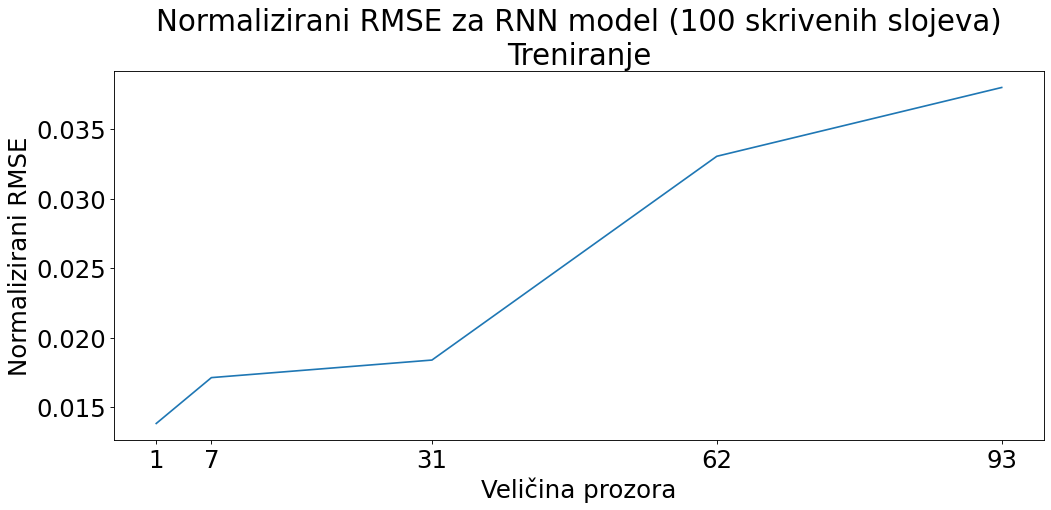 Normalizirani RMSE za RNN model (100 skrivenih slojeva)
Treniranje
Normalizirani RMSE
0.035
0.030
0.025
0.020
0.015
1 7 31 62 93
Veličina prozora